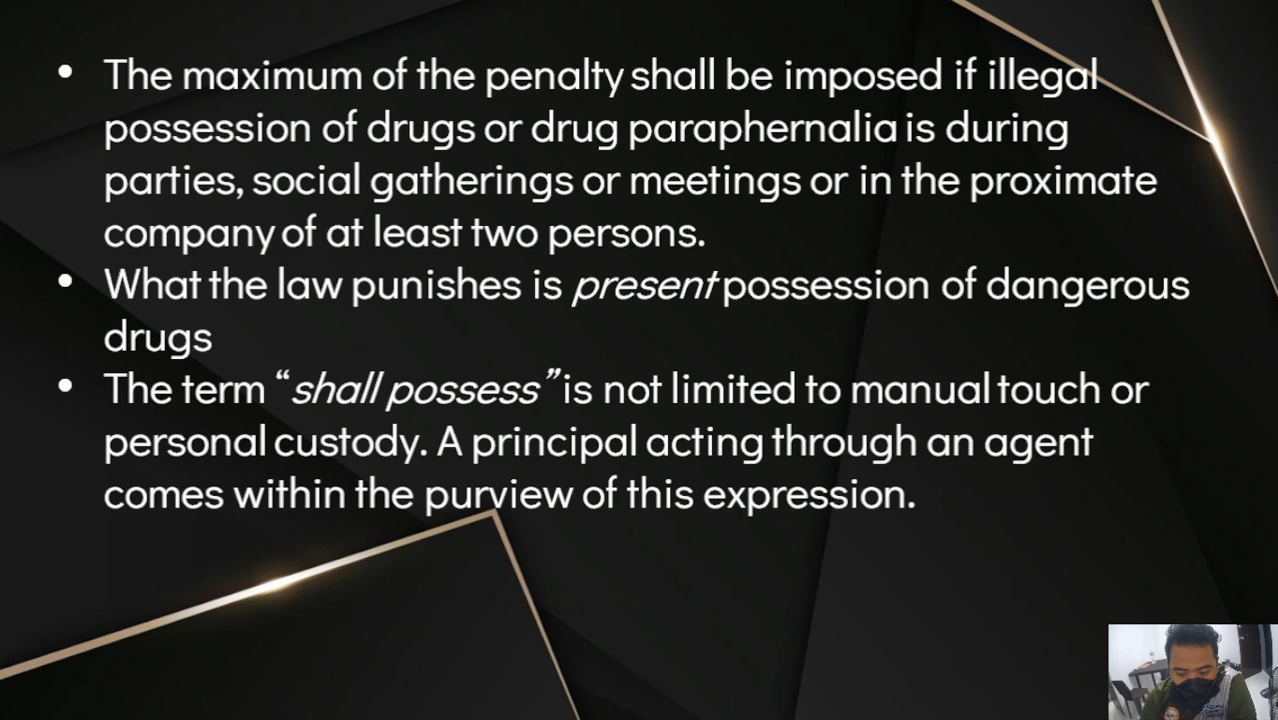 • The maximum of the penalty shall be imposed if illegal
possession of drugs or drug paraphernalia is during
parties, social gatherings or meetings or in the proximate
company of at least two persons.
• What the law punishes is present possession of dangerous
drugs
• The term “shall possess” is not limited to manual touch or
personal custody. A principal acting through an agent
comes within the purview of this expression.